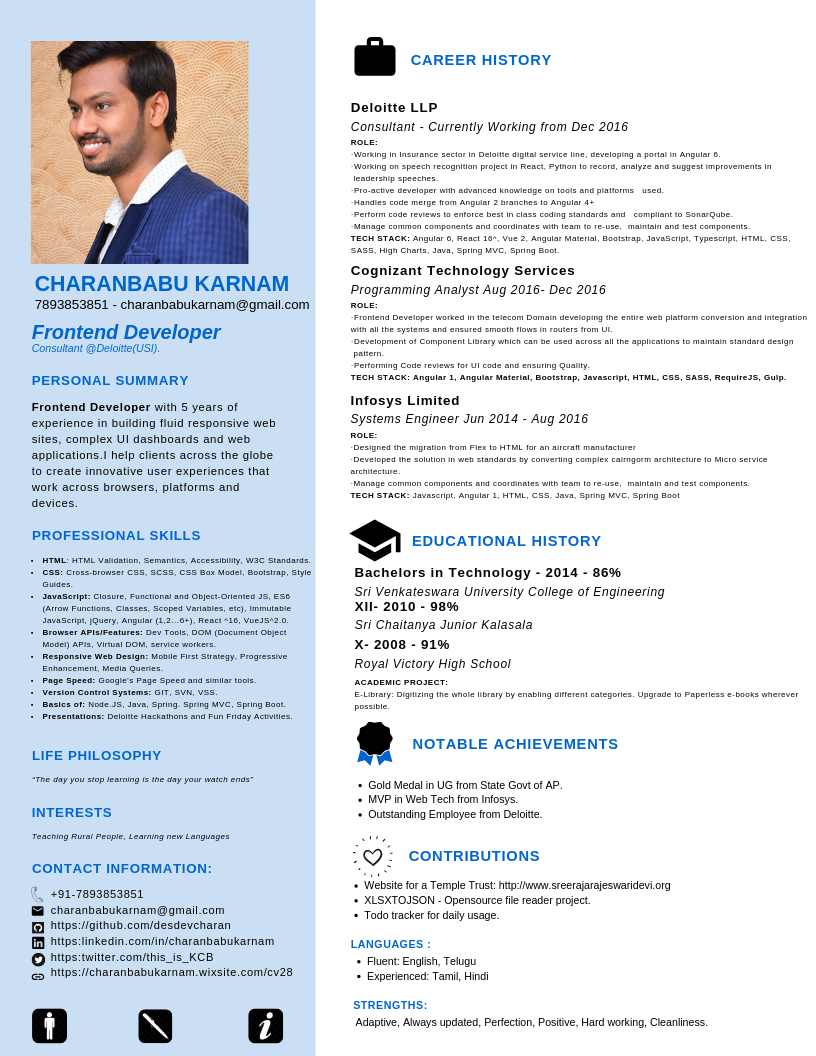 CHARANBABU KARNAM
7893853851 - charanbabukarnam@gmail.com
Frontend Developer
Consultant @Deloitte(USI).
PERSONAL SUMMARY
Frontend Developer with 5 years of
experience in building fluid responsive web
sites, complex UI dashboards and web
applications.I help clients across the globe
to create innovative user experiences that
work across browsers, platforms and
devices.
PROFESSIONAL SKILLS
• HTML: HTML Validation, Semantics, Accessibility, W3C Standards.
• CSS: Cross-browser CSS, SCSS, CSS Box Model, Bootstrap, Style
Guides.
• JavaScript: Closure, Functional and Object-Oriented JS, ES6
(Arrow Functions, Classes, Scoped Variables, etc), Immutable
JavaScript, jQuery, Angular (1,2...6+), React ^16, VueJS^2.0.
• Browser APIs/Features: Dev Tools, DOM (Document Object
Model) APIs, Virtual DOM, service workers.
• Responsive Web Design: Mobile First Strategy, Progressive
Enhancement, Media Queries.
• Page Speed: Google's Page Speed and similar tools.
• Version Control Systems: GIT, SVN, VSS.
• Basics of: Node.JS, Java, Spring. Spring MVC, Spring Boot.
• Presentations: Deloitte Hackathons and Fun Friday Activities.
LIFE PHILOSOPHY
"The day you stop learning is the day your watch ends"
INTERESTS
Teaching Rural People, Learning new Languages
CONTACT INFORMATION:
+91-7893853851
charanbabukarnam@gmail.com
https://github.com/desdevcharan
https:linkedin.com/in/charanbabukarnam
https:twitter.com/this_is_KCB
https://charanbabukarnam.wixsite.com/cv28
CAREER HISTORY
Deloitte LLP
Consultant - Currently Working from Dec 2016
ROLE:
·Working in Insurance sector in Deloitte digital service line, developing a portal in Angular 6.
·Working on speech recognition project in React, Python to record, analyze and suggest improvements in
leadership speeches.
·Pro-active developer with advanced knowledge on tools and platforms used.
·Handles code merge from Angular 2 branches to Angular 4+
·Perform code reviews to enforce best in class coding standards and compliant to SonarQube.
·Manage common components and coordinates with team to re-use, maintain and test components.
TECH STACK: Angular 6, React 16^, Vue 2, Angular Material, Bootstrap, JavaScript, Typescript, HTML, CSS,
SASS, High Charts, Java, Spring MVC, Spring Boot.
Cognizant Technology Services
Programming Analyst Aug 2016- Dec 2016
ROLE:
·Frontend Developer worked in the telecom Domain developing the entire web platform conversion and integration
with all the systems and ensured smooth flows in routers from UI.
·Development of Component Library which can be used across all the applications to maintain standard design
pattern.
·Performing Code reviews for UI code and ensuring Quality.
TECH STACK: Angular 1, Angular Material, Bootstrap, Javascript, HTML, CSS, SASS, RequireJS, Gulp.
Infosys Limited
Systems Engineer Jun 2014 - Aug 2016
ROLE:
·Designed the migration from Flex to HTML for an aircraft manufacturer
·Developed the solution in web standards by converting complex cairngorm architecture to Micro service
architecture.
·Manage common components and coordinates with team to re-use, maintain and test components.
TECH STACK: Javascript, Angular 1, HTML, CSS, Java, Spring MVC, Spring Boot
EDUCATIONAL HISTORY
Bachelors in Technology - 2014 - 86%
Sri Venkateswara University College of Engineering
XII- 2010 - 98%
Sri Chaitanya Junior Kalasala
X- 2008 - 91%
Royal Victory High School
ACADEMIC PROJECT:
E-Library: Digitizing the whole library by enabling different categories. Upgrade to Paperless e-books wherever
possible.
NOTABLE ACHIEVEMENTS
• Gold Medal in UG from State Govt of AP.
• MVP in Web Tech from Infosys.
• Outstanding Employee from Deloitte.
CONTRIBUTIONS
• Website for a Temple Trust: http://www.sreerajarajeswaridevi.org
• XLSXTOJSON - Opensource file reader project.
• Todo tracker for daily usage.
LANGUAGES :
• Fluent: English, Telugu
• Experienced: Tamil, Hindi
STRENGTHS:
Adaptive, Always updated, Perfection, Positive, Hard working, Cleanliness.